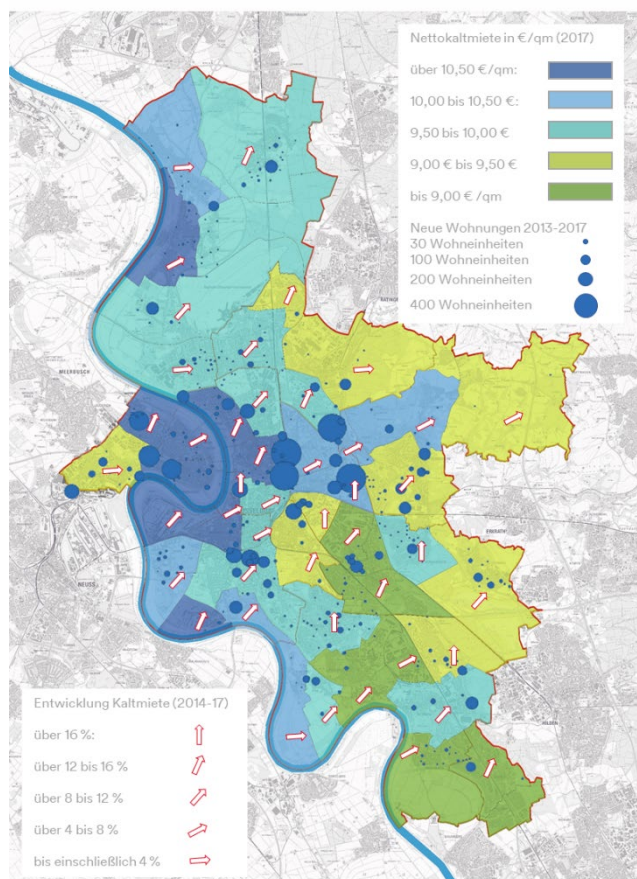 Nettokaltmiete in €/qm (2017)
über 10,50 €/qm:
10,00 bis 10,50 €:
9,50 bis 10,00 €
9,00 € bis 9,50 €
bis 9,00 € /qm
Neue Wohnungen 2013-2017
30 Wohneinheiten
100 Wohneinheiten
200 Wohneinheiten
400 Wohneinheiten
MEERBUSCH
NEUSS
HILDEN
Entwicklung Kaltmiete (2014-17)
über 16 %:
über 12 bis 16 %
über 8 bis 12 %
über 4 bis 8 %
bis einschließlich 4 %